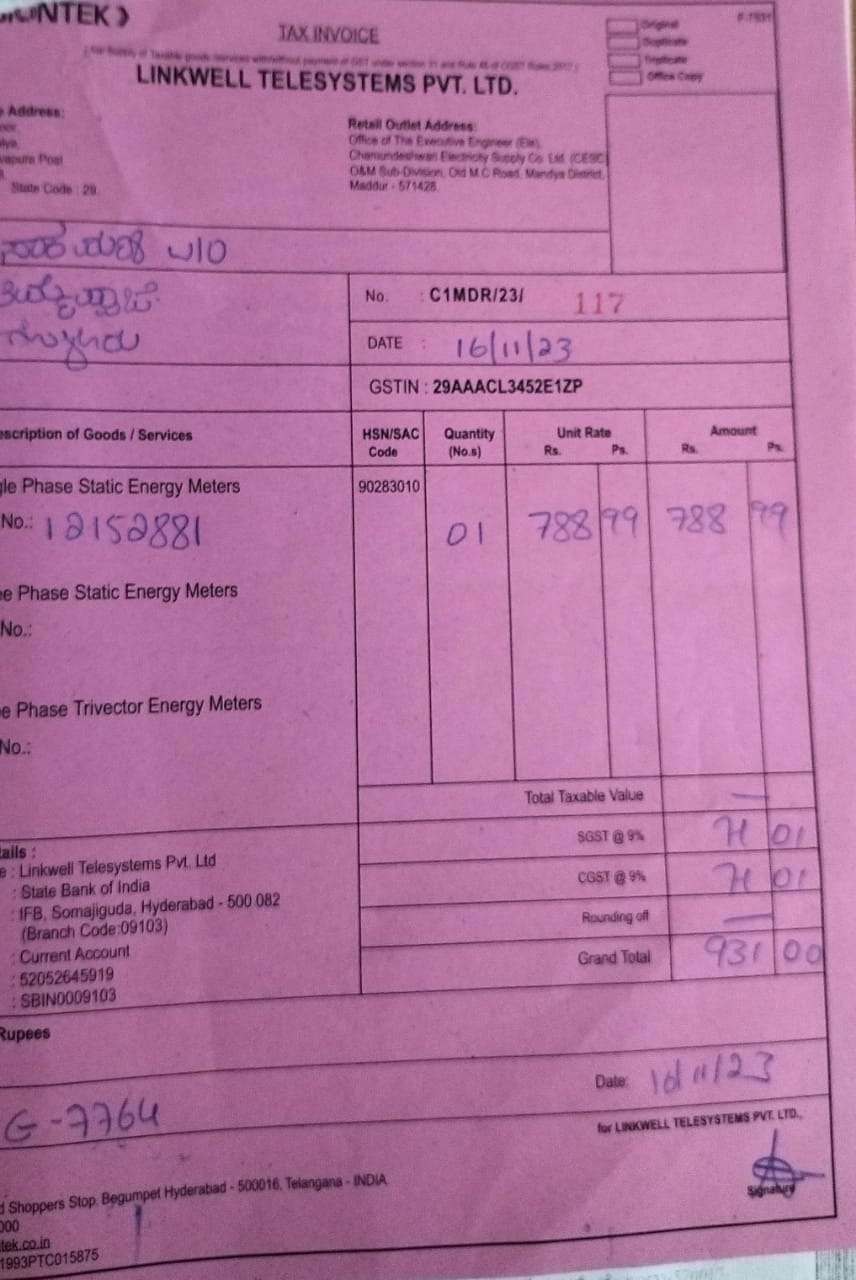 TAX INVOICE
Original
Duplicate
Triplicate
Office Copy
LINKWELL TELESYSTEMS PVT. LTD.
Address:
State Code : 29.
Retail Outlet Address:
Office of The Executive Engineer (Ele),
Chamundeshwari Electricity Supply Co. Ltd. (CESC
O&M Sub-Division, Old M.C Road, Mandya District,
Maddur - 571428.
W/O
No. : C1MDR/23/ 117
DATE : 16/11/23
GSTIN : 29AAACL3452E1ZP
escription of Goods / Services
HSN/SAC Code
Quantity (No.s)
Unit Rate Rs. Ps.
Amount Rs. Ps.
gle Phase Static Energy Meters 90283010
No.: 12152881 01 788 99 788 99
e Phase Static Energy Meters
No.:
e Phase Trivector Energy Meters
No.:
Total Taxable Value —
SGST @ 9% 71 01
CGST @ 9% 71 01
Rounding off —
Grand Total 931 00
ails :
e : Linkwell Telesystems Pvt. Ltd
: State Bank of India
: IFB, Somajiguda, Hyderabad - 500 082
(Branch Code:09103)
: Current Account
: 52052645919
: SBIN0009103
Rupees
Date: 16/11/23
G-7764
for LINKWELL TELESYSTEMS PVT. LTD.,
Signatury
d Shoppers Stop, Begumpet Hyderabad - 500016, Telangana - INDIA
000
tek.co.in
1993PTC015875